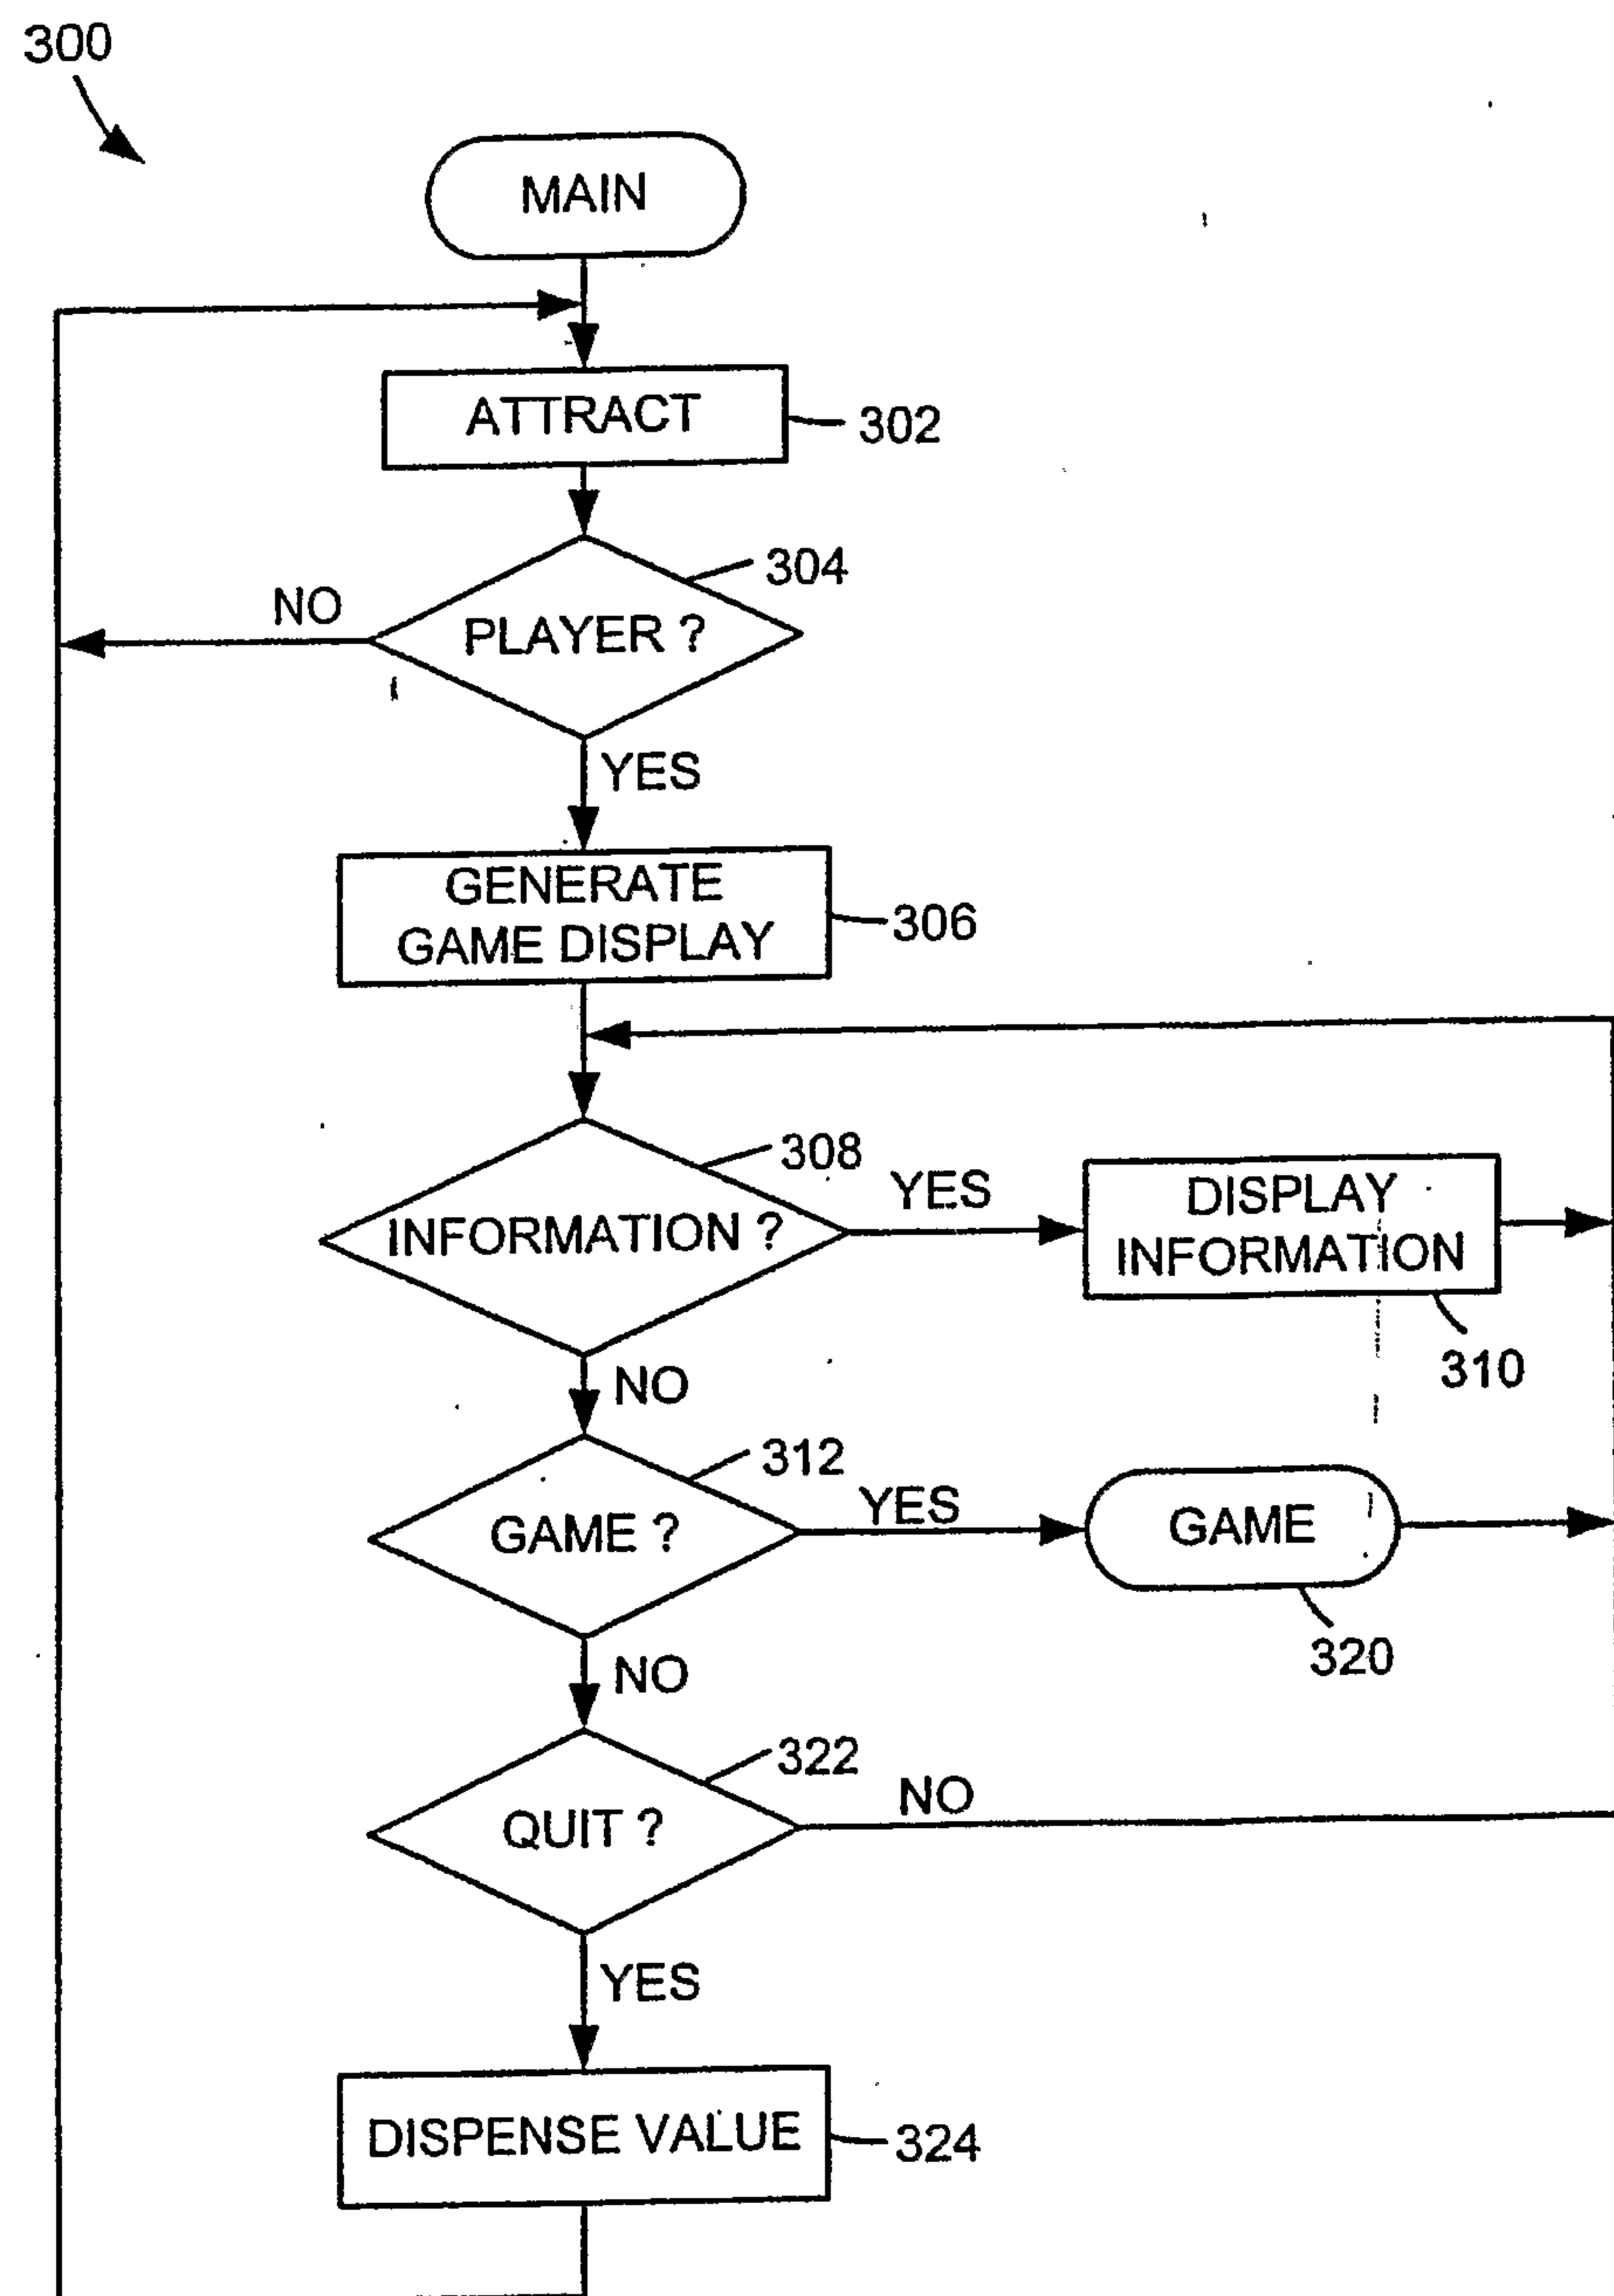 300
MAIN
ATTRACT
302
304
NO
PLAYER ?
YES
GENERATE
GAME DISPLAY
306
308
INFORMATION ?
YES
DISPLAY
INFORMATION
310
NO
312
GAME ?
YES
GAME
320
NO
322
QUIT ?
NO
YES
DISPENSE VALUE
324